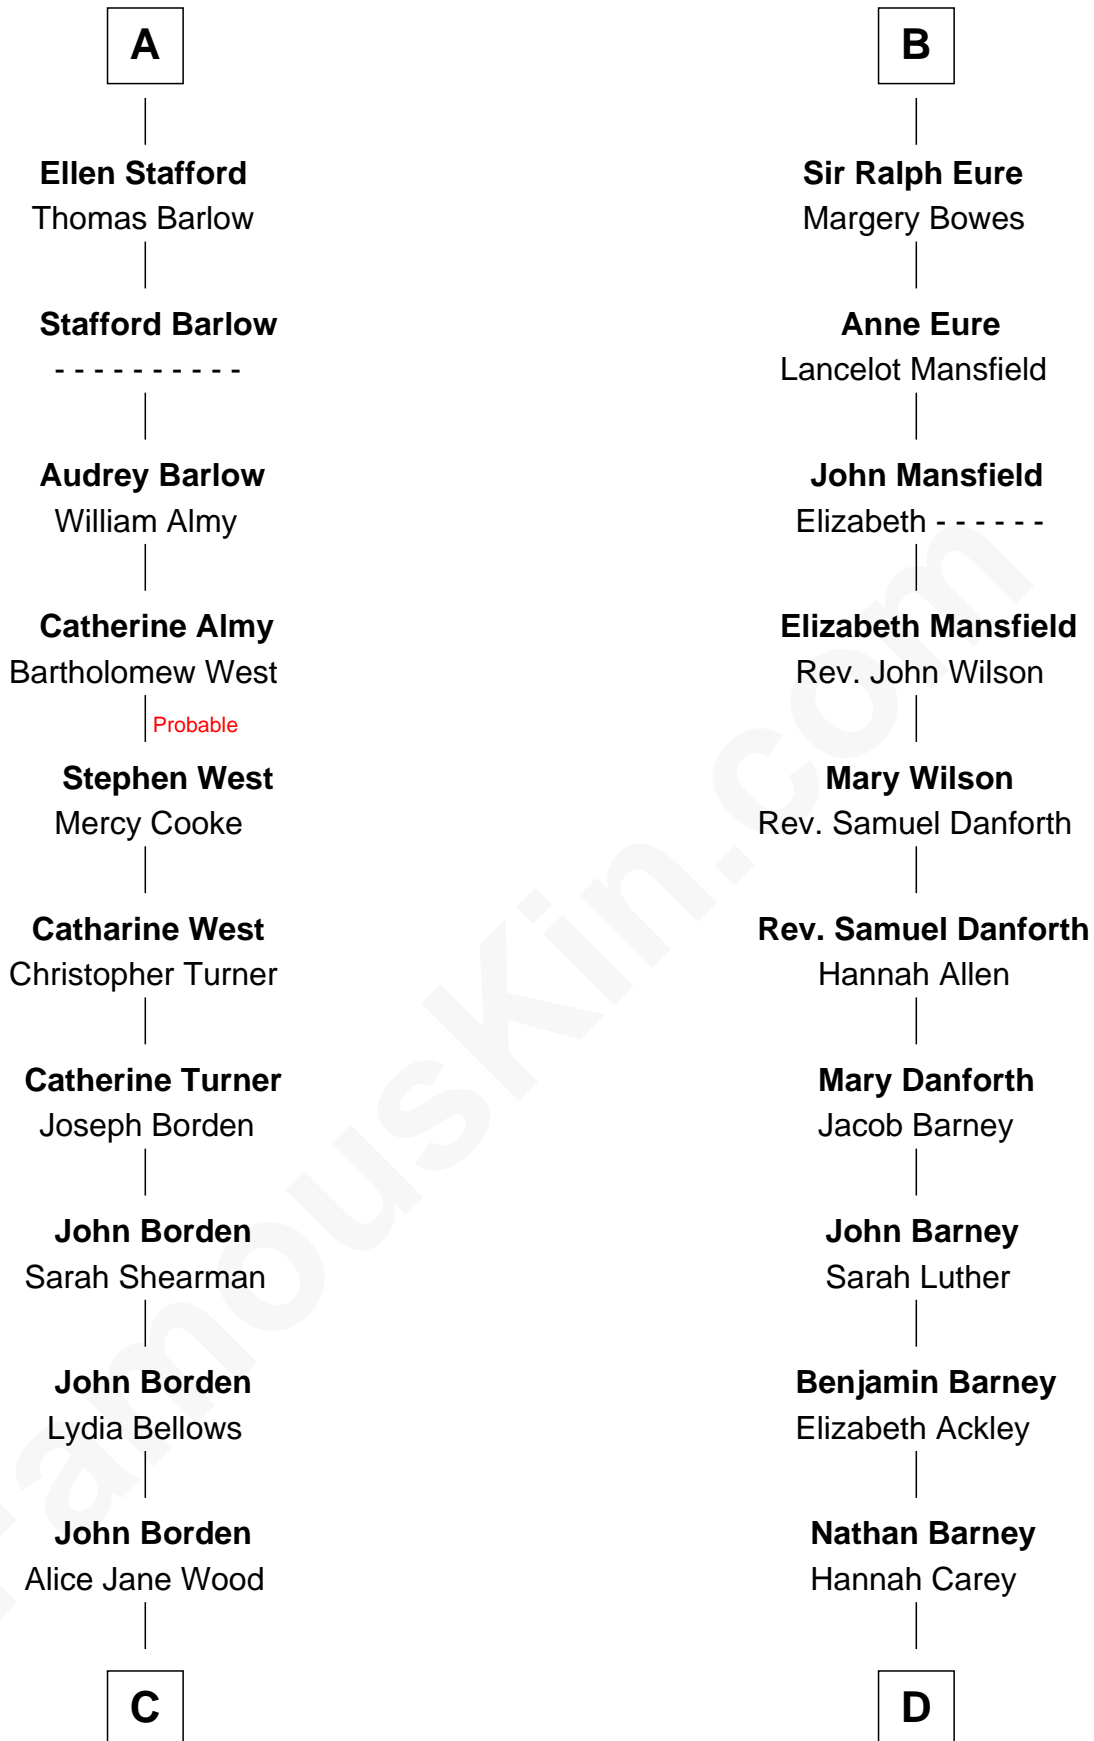 A
Ellen Stafford
Thomas Barlow
Stafford Barlow
- - - - - - - - - -
Audrey Barlow
William Almy
Catherine Almy
Bartholomew West
Probable
Stephen West
Mercy Cooke
Catharine West
Christopher Turner
Catherine Turner
Joseph Borden
John Borden
Sarah Shearman
John Borden
Lydia Bellows
John Borden
Alice Jane Wood
C
B
Sir Ralph Eure
Margery Bowes
Anne Eure
Lancelot Mansfield
John Mansfield
Elizabeth - - - - - -
Elizabeth Mansfield
Rev. John Wilson
Mary Wilson
Rev. Samuel Danforth
Rev. Samuel Danforth
Hannah Allen
Mary Danforth
Jacob Barney
John Barney
Sarah Luther
Benjamin Barney
Elizabeth Ackley
Nathan Barney
Hannah Carey
D
FamousKin.com